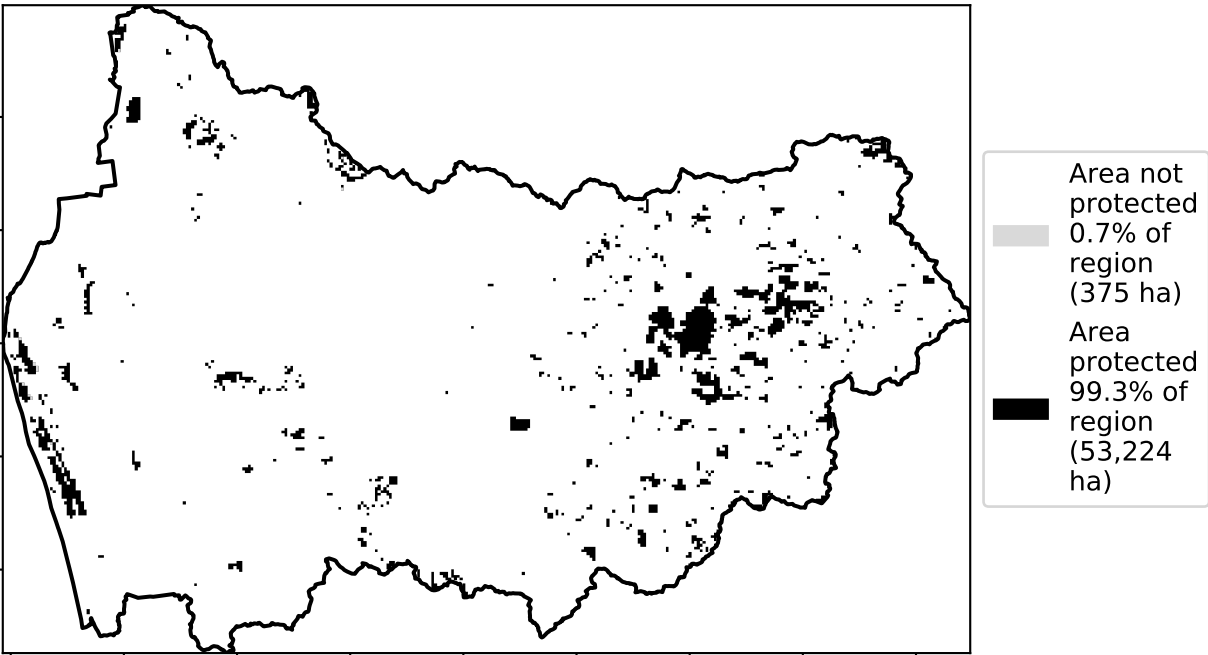 Area not
protected
0.7% of
region
(375 ha)
Area
protected
99.3% of
region
(53,224
ha)